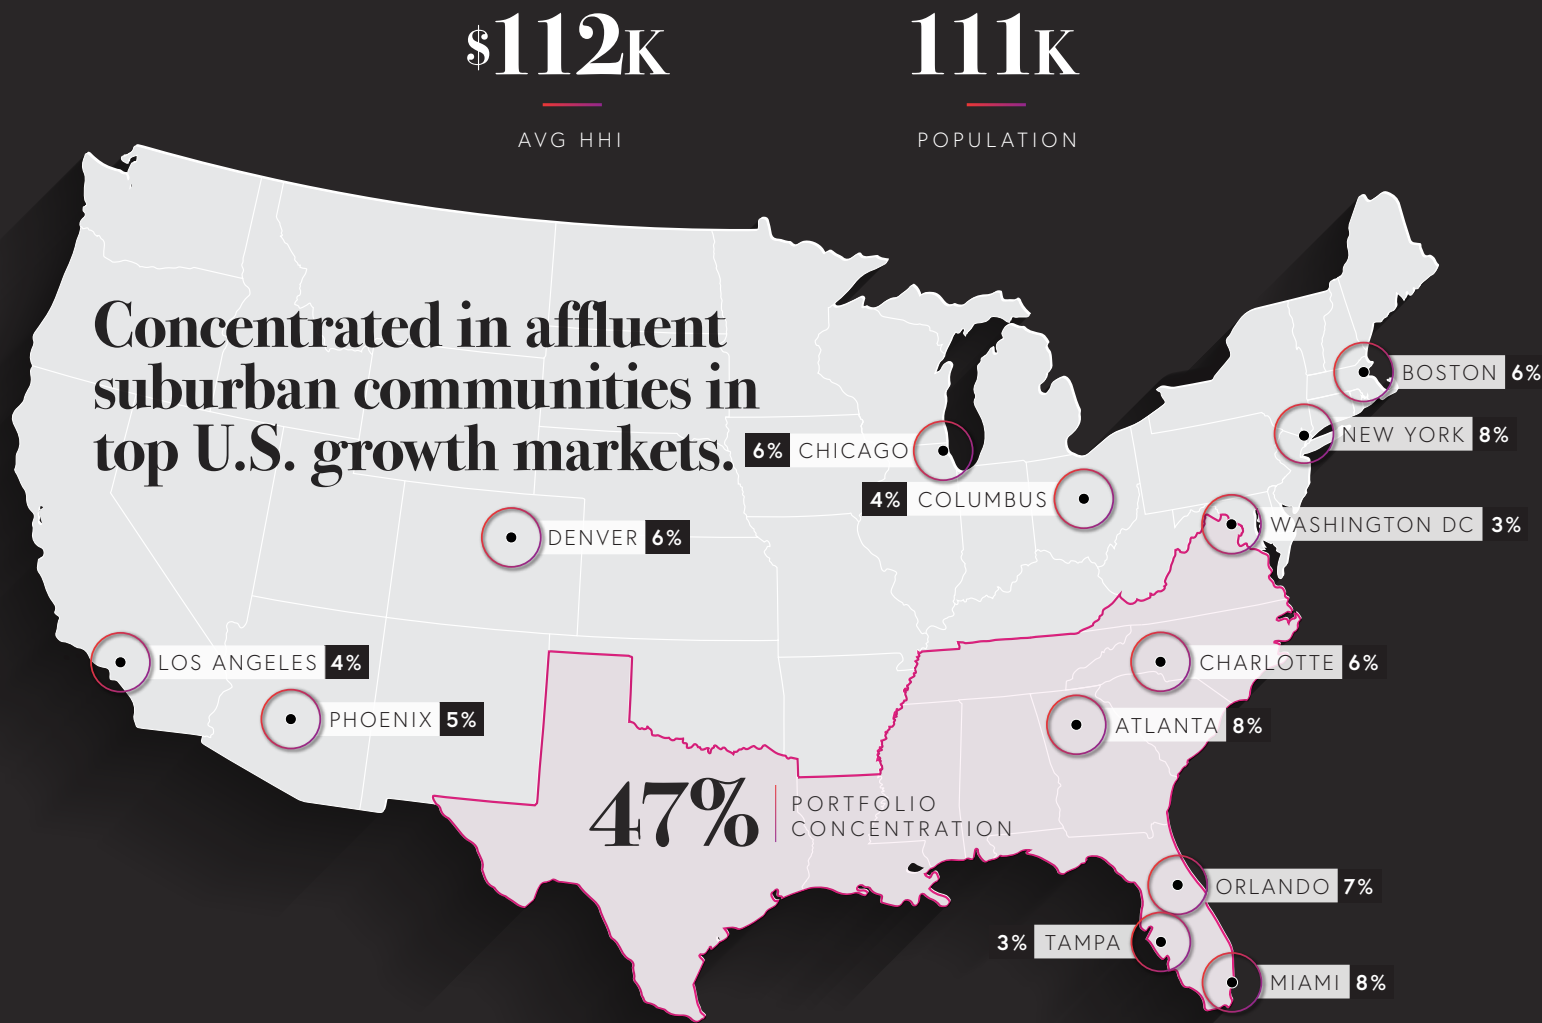 $112K
AVG HHI
111K
POPULATION
Concentrated in affluent
suburban communities in
top U.S. growth markets.
BOSTON 6%
NEW YORK 8%
6% CHICAGO
4% COLUMBUS
WASHINGTON DC 3%
DENVER 6%
LOS ANGELES 4%
CHARLOTTE 6%
PHOENIX 5%
ATLANTA 8%
47%
PORTFOLIO
CONCENTRATION
ORLANDO 7%
3% TAMPA
MIAMI 8%